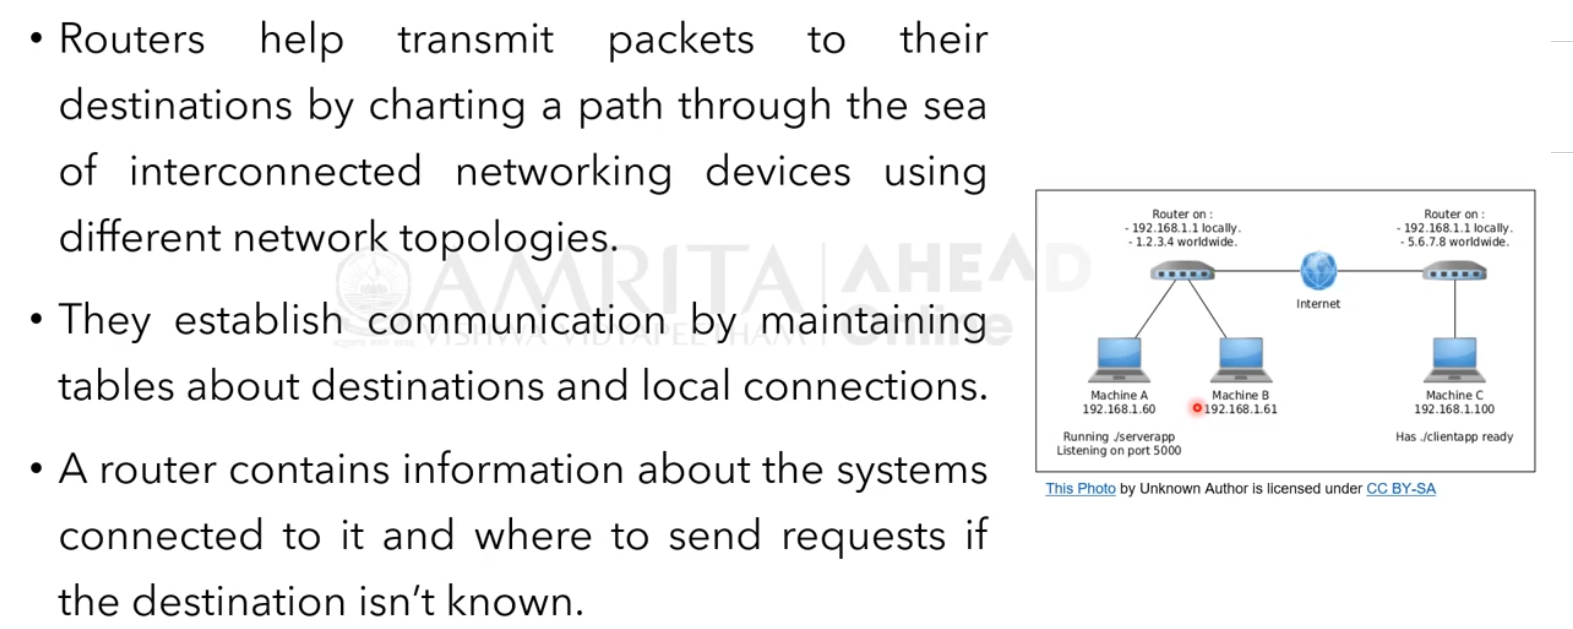 • Routers help transmit packets to their
destinations by charting a path through the sea
of interconnected networking devices using
different network topologies.
• They establish communication by maintaining
tables about destinations and local connections.
• A router contains information about the systems
connected to it and where to send requests if
the destination isn't known.
AMRITA AHEAD
VISHWA VIDYAPEETHAM Online
Router on :
- 192.168.1.1 locally.
- 1.2.3.4 worldwide.
Router on :
- 192.168.1.1 locally.
- 5.6.7.8 worldwide.
Internet
Machine A
192.168.1.60
Machine B
192.168.1.61
Machine C
192.168.1.100
Running ./serverapp
Listening on port 5000
Has ./clientapp ready
This Photo by Unknown Author is licensed under CC BY-SA